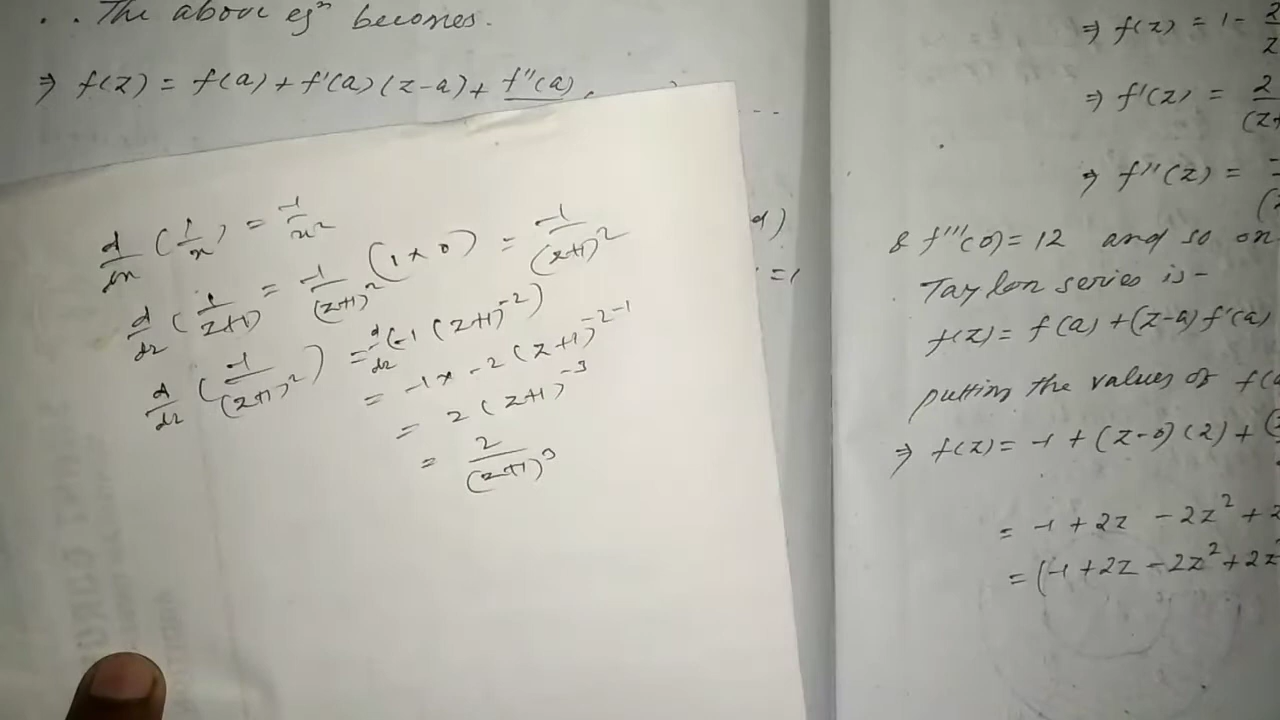 . . The above eqⁿ becomes.
⇒ f(z) = f(a) + f'(a) (z-a) + f''(a)
d/dx (1/x) = -1/x²
d/dz (1/z+1) = -1/(z+1)² (1+0) = -1/(z+1)²
d/dz (-1/(z+1)²) = d/dz (-1 (z+1)⁻²)
= -1 × -2 (z+1)⁻²⁻¹
= 2 (z+1)⁻³
= 2/(z+1)³
= 1
⇒ f(z) = 1 - 2/z
⇒ f'(z) = 2/(z+
⇒ f''(z) =
& f'''(0) = 12 and so on
Taylor series is -
f(z) = f(a) + (z-a) f'(a)
putting the values of f(a
⇒ f(z) = -1 + (z-0) (2) +
= -1 + 2z - 2z² + 2
= (-1 + 2z - 2z² + 2z